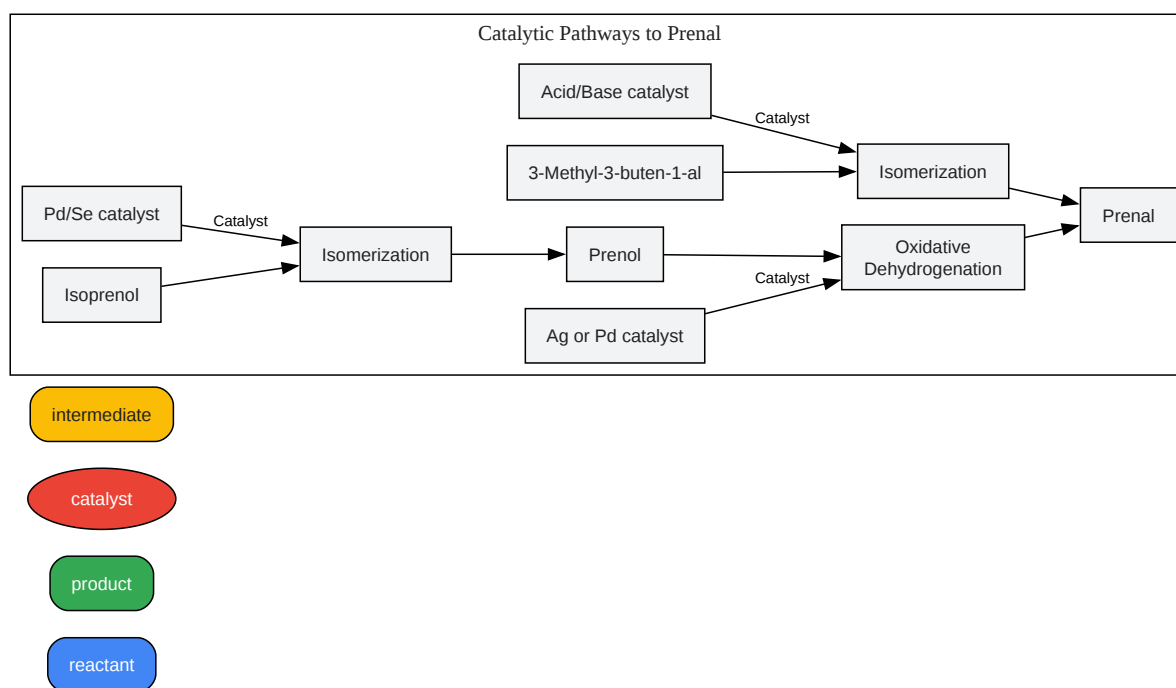 Catalytic Pathways to Prenal
Acid/Base catalyst
Catalyst
3-Methyl-3-buten-1-al
Isomerization
Pd/Se catalyst
Catalyst
Prenal
Isomerization
Prenol
Oxidative
Dehydrogenation
Isoprenol
Catalyst
Ag or Pd catalyst
intermediate
catalyst
product
reactant